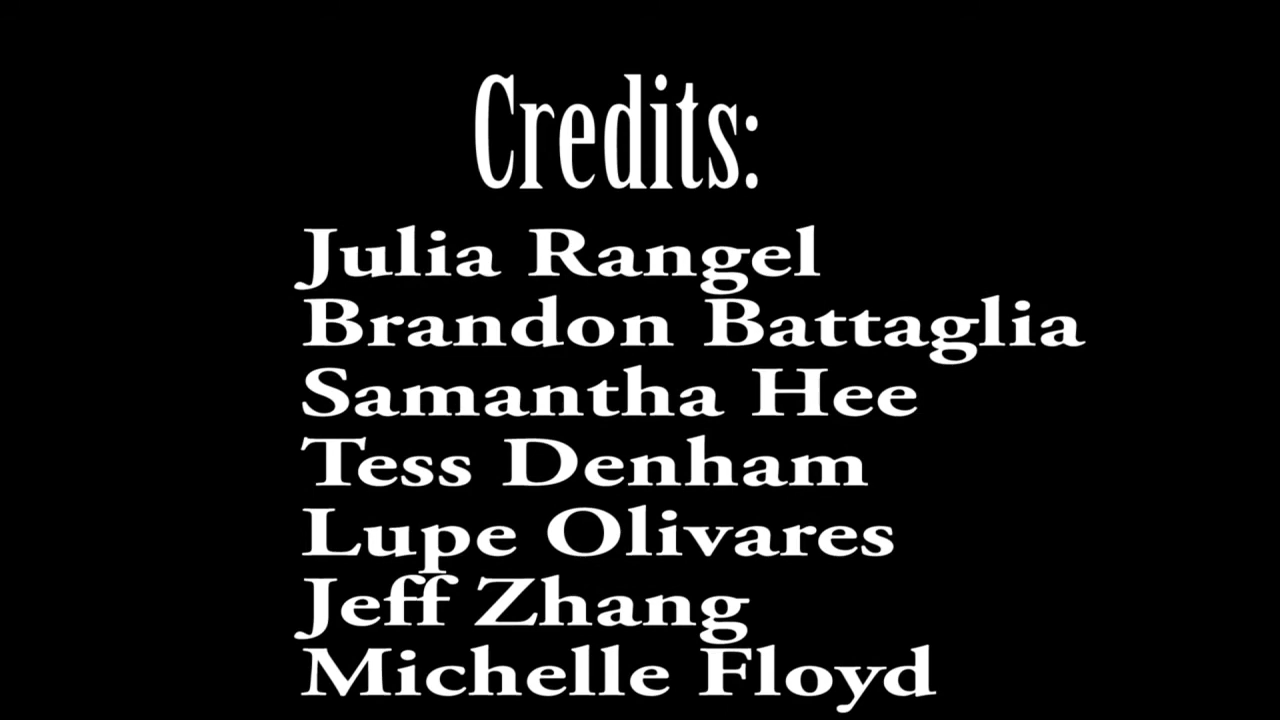 Credits:
Julia Rangel
Brandon Battaglia
Samantha Hee
Tess Denham
Lupe Olivares
Jeff Zhang
Michelle Floyd